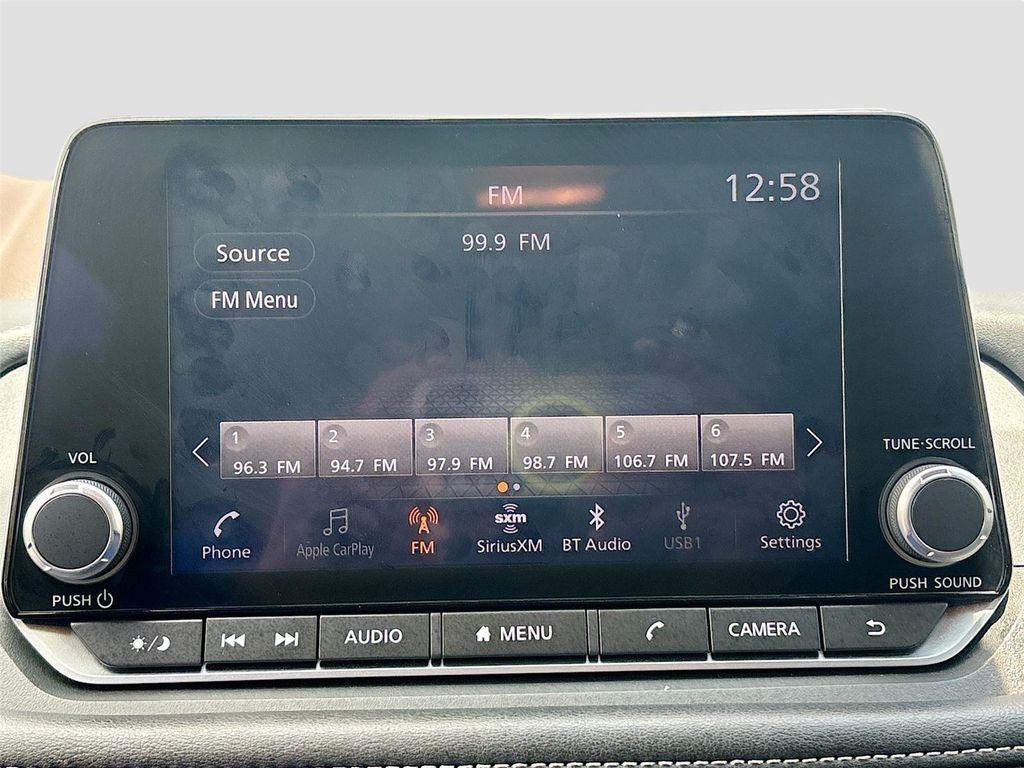 FM
12:58
99.9 FM
Source
FM Menu
1
96.3 FM
2
94.7 FM
3
97.9 FM
4
98.7 FM
5
106.7 FM
6
107.5 FM
VOL
TUNE·SCROLL
Phone
Apple CarPlay
FM
sxm
SiriusXM
BT Audio
USB1
Settings
PUSH
PUSH SOUND
AUDIO
MENU
CAMERA